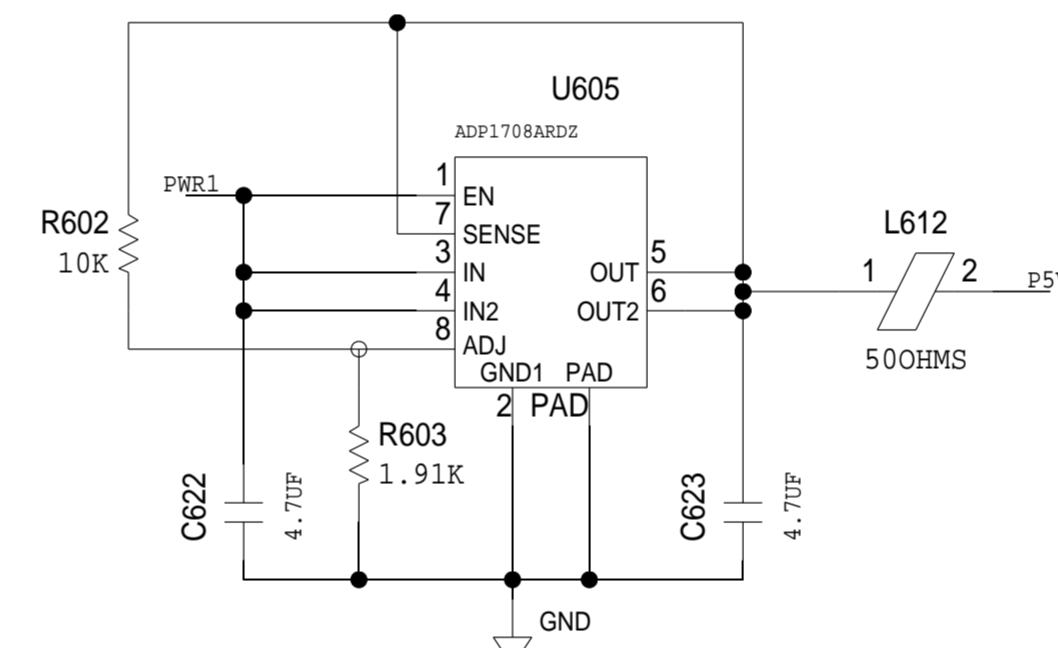 U605
ADP1708ARDZ
PWR1
1
EN
7
SENSE
3
IN
4
IN2
8
ADJ
OUT
5
OUT2
6
GND1
PAD
2
PAD
R602
10K
L612
1
2
P5V
50OHMS
R603
1.91K
C622
4.7UF
C623
4.7UF
GND